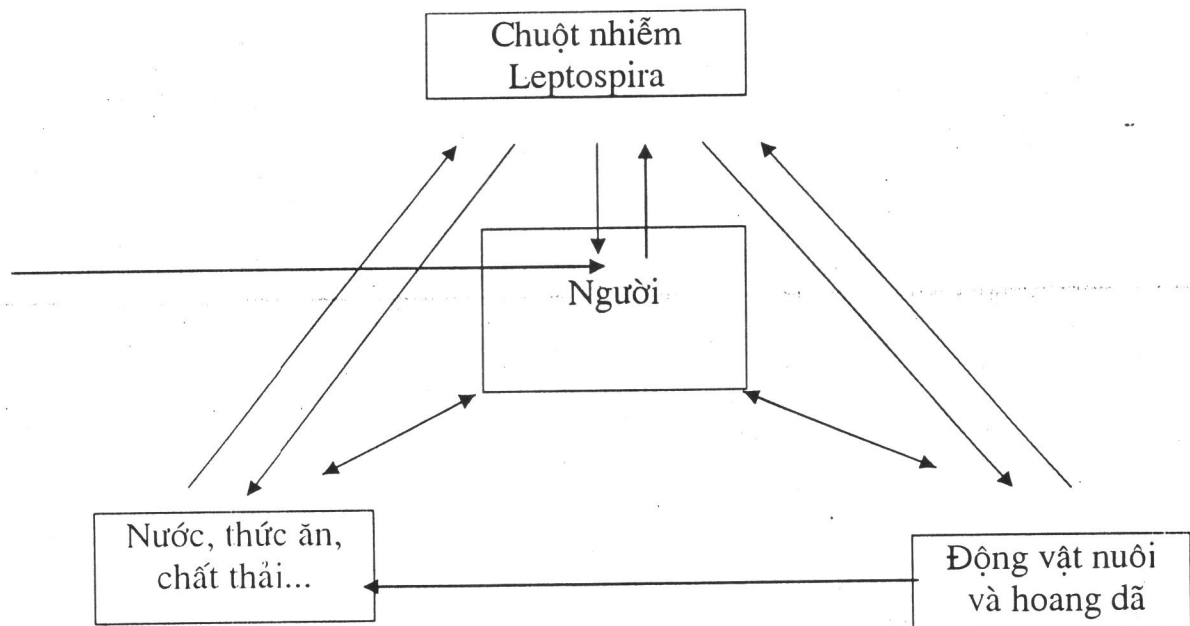 Chuột nhiễm
Leptospira
Người
Nước, thức ăn,
chất thải...
Động vật nuôi
và hoang dã